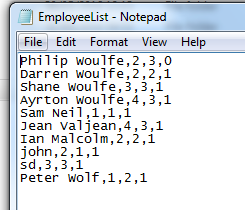 EmployeeList - Notepad
File Edit Format View Help
Philip Woulfe,2,3,0
Darren Woulfe,2,2,1
Shane Woulfe,3,3,1
Ayrton Woulfe,4,3,1
Sam Neil,1,1,1
Jean Valjean,4,3,1
Ian Malcolm,2,2,1
john,2,1,1
sd,3,3,1
Peter Wolf,1,2,1